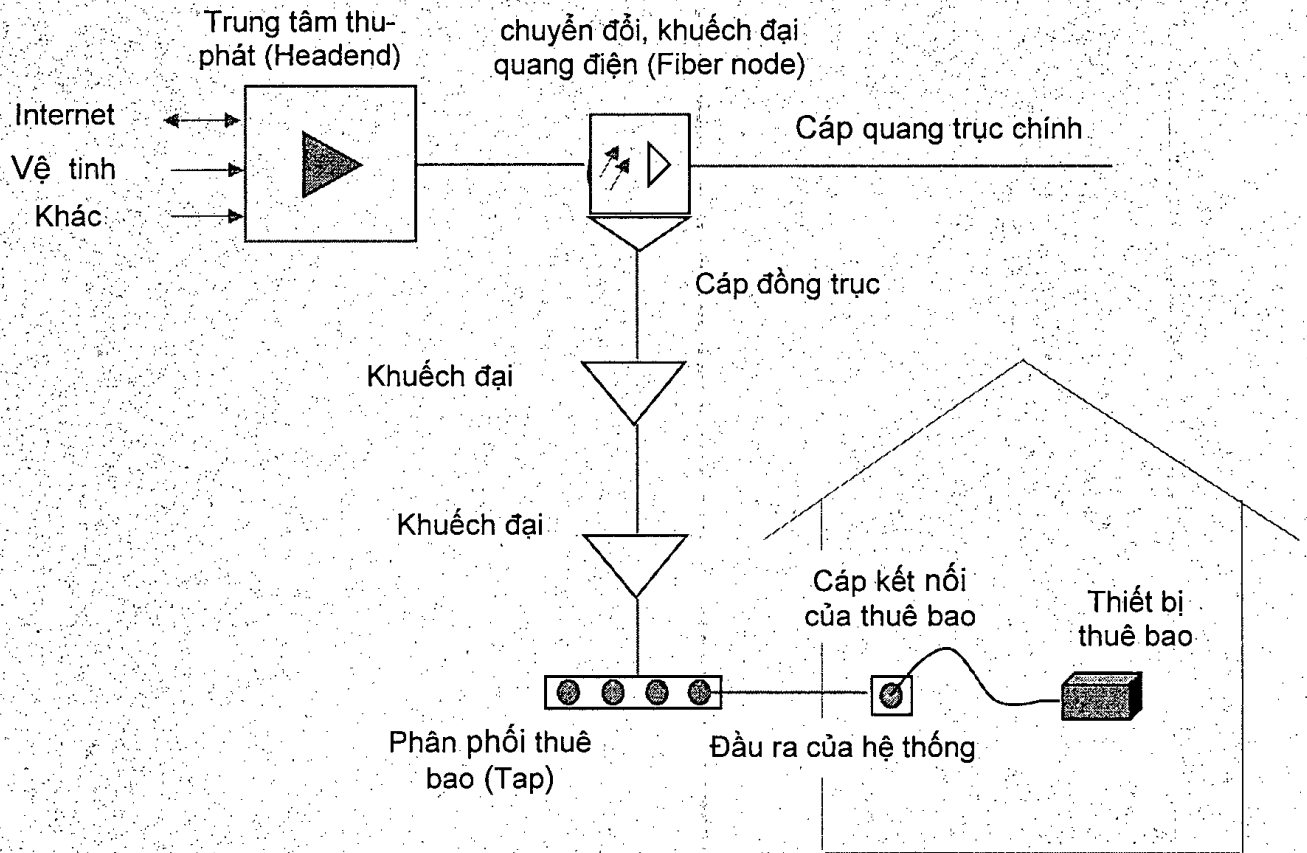 Trung tâm thu-
phát (Headend)
chuyển đổi, khuếch đại
quang điện (Fiber node)
Internet
Vệ tinh
Khác
Cáp quang trục chính
Cáp đồng trục
Khuếch đại
Khuếch đại
Cáp kết nối
của thuê bao
Thiết bị
thuê bao
Phân phối thuê
bao (Tap)
Đầu ra của hệ thống